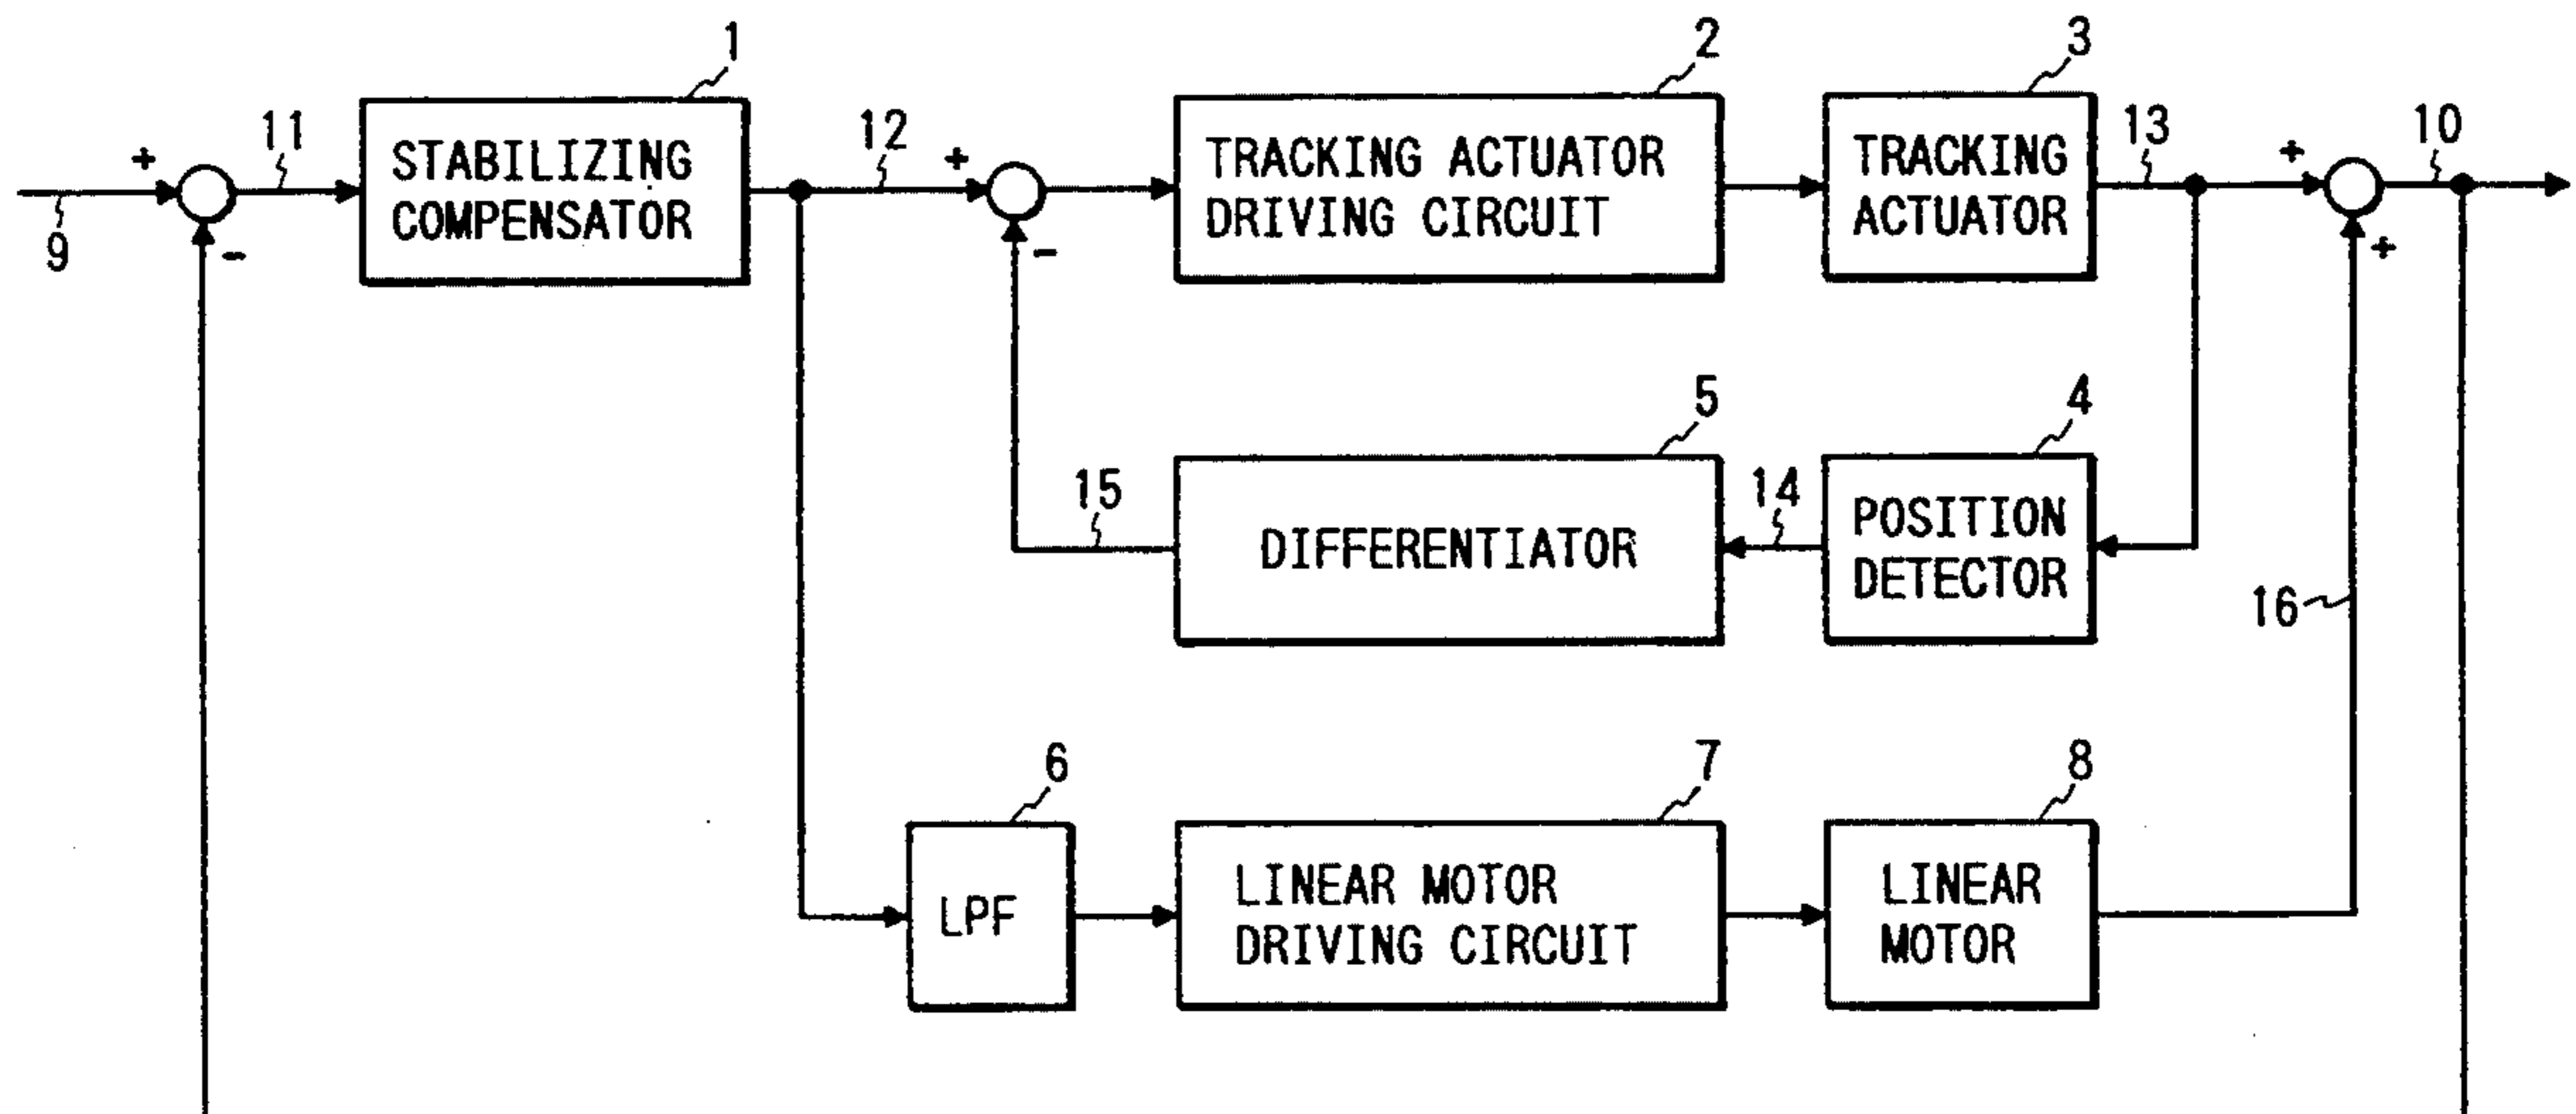 1
2
3
+
11
STABILIZING
COMPENSATOR
12
+
TRACKING ACTUATOR
DRIVING CIRCUIT
TRACKING
ACTUATOR
13
+
10
9
-
-
+
5
4
15
DIFFERENTIATOR
14
POSITION
DETECTOR
16
6
7
8
LPF
LINEAR MOTOR
DRIVING CIRCUIT
LINEAR
MOTOR